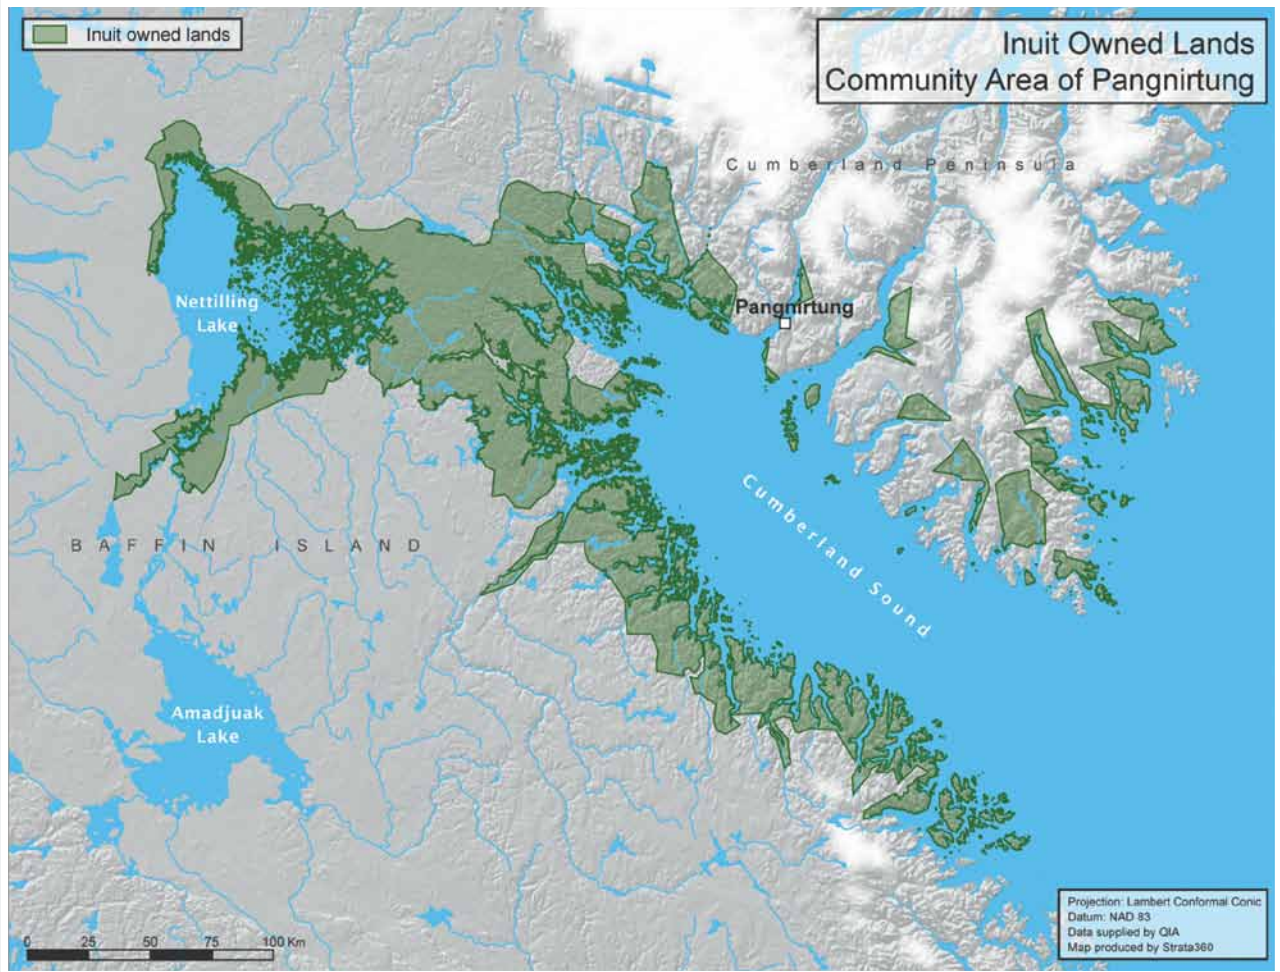 Inuit owned lands
Inuit Owned Lands
Community Area of Pangnirtung
Cumberland Peninsula
Nettilling
Lake
Pangnirtung
Cumberland Sound
BAFFIN ISLAND
Amadjuak
Lake
0 25 50 75 100 Km
Projection: Lambert Conformal Conic
Datum: NAD 83
Data supplied by QIA
Map produced by Strata360